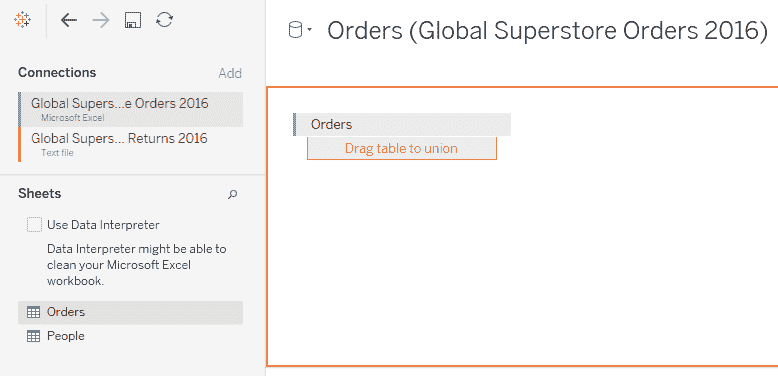 Orders (Global Superstore Orders 2016)
Connections
Add
Global Supers...e Orders 2016
Microsoft Excel
Global Supers... Returns 2016
Text file
Sheets
Use Data Interpreter
Data Interpreter might be able to
clean your Microsoft Excel
workbook.
Orders
People
Orders
Drag table to union